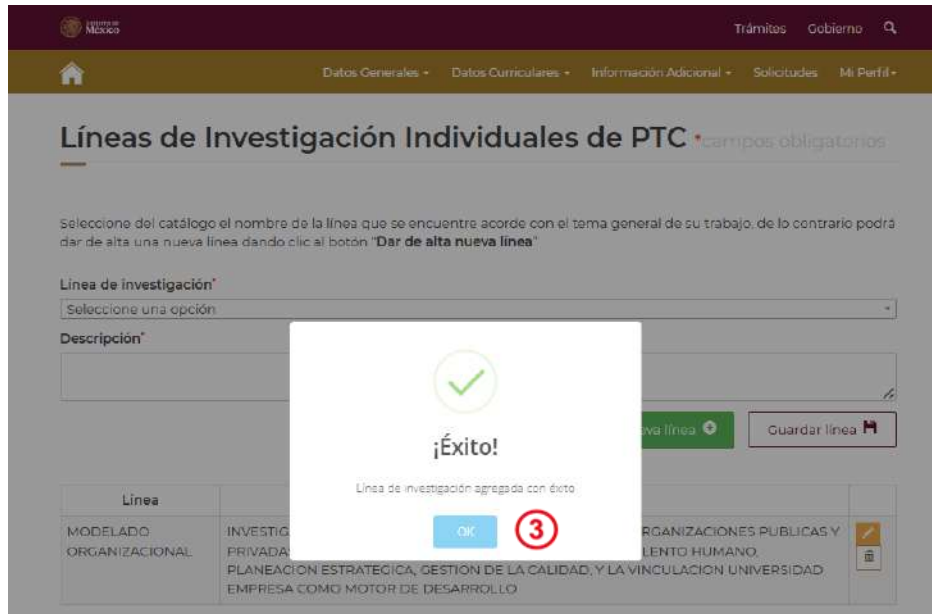 GOBIERNO DE
México
Trámites Gobierno
Datos Generales Datos Curriculares Información Adicional Solicitudes Mi Perfil
Líneas de Investigación Individuales de PTC *campos obligatorios
Seleccione del catálogo el nombre de la línea que se encuentre acorde con el tema general de su trabajo, de lo contrario podrá
dar de alta una nueva línea dando clic al botón "Dar de alta nueva línea"
Línea de investigación*
Seleccione una opción
Descripción*
eva línea Guardar línea
¡Éxito!
Línea de investigación agregada con éxito
OK 3
Línea
MODELADO ORGANIZACIONAL
INVESTIG RGANIZACIONES PUBLICAS Y
PRIVADA LENTO HUMANO,
PLANEACION ESTRATEGICA, GESTION DE LA CALIDAD, Y LA VINCULACION UNIVERSIDAD
EMPRESA COMO MOTOR DE DESARROLLO